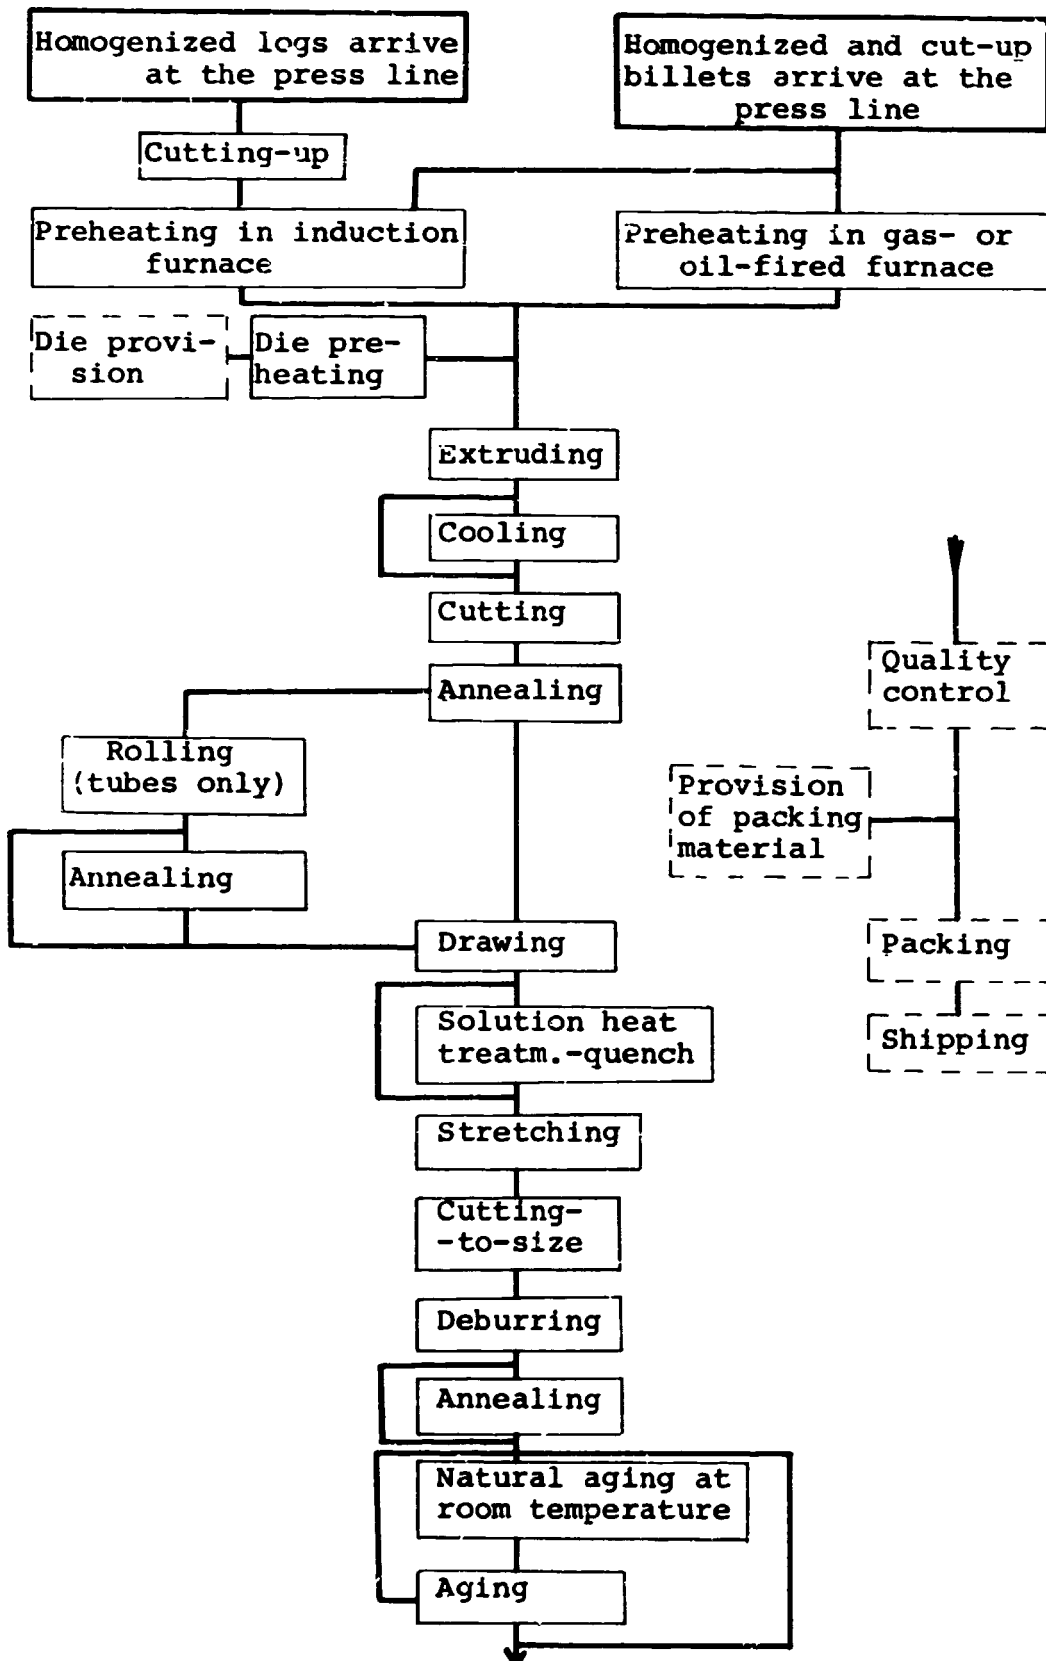 Homogenized logs arrive
at the press line
Homogenized and cut-up
billets arrive at the
press line
Cutting-up
Preheating in induction
furnace
Preheating in gas- or
oil-fired furnace
Die provi-
sion
Die pre-
heating
Extruding
Cooling
Cutting
Annealing
Rolling
(tubes only)
Annealing
Drawing
Solution heat
treatm.-quench
Stretching
Cutting-
-to-size
Deburring
Annealing
Natural aging at
room temperature
Aging
Quality
control
Provision
of packing
material
Packing
Shipping